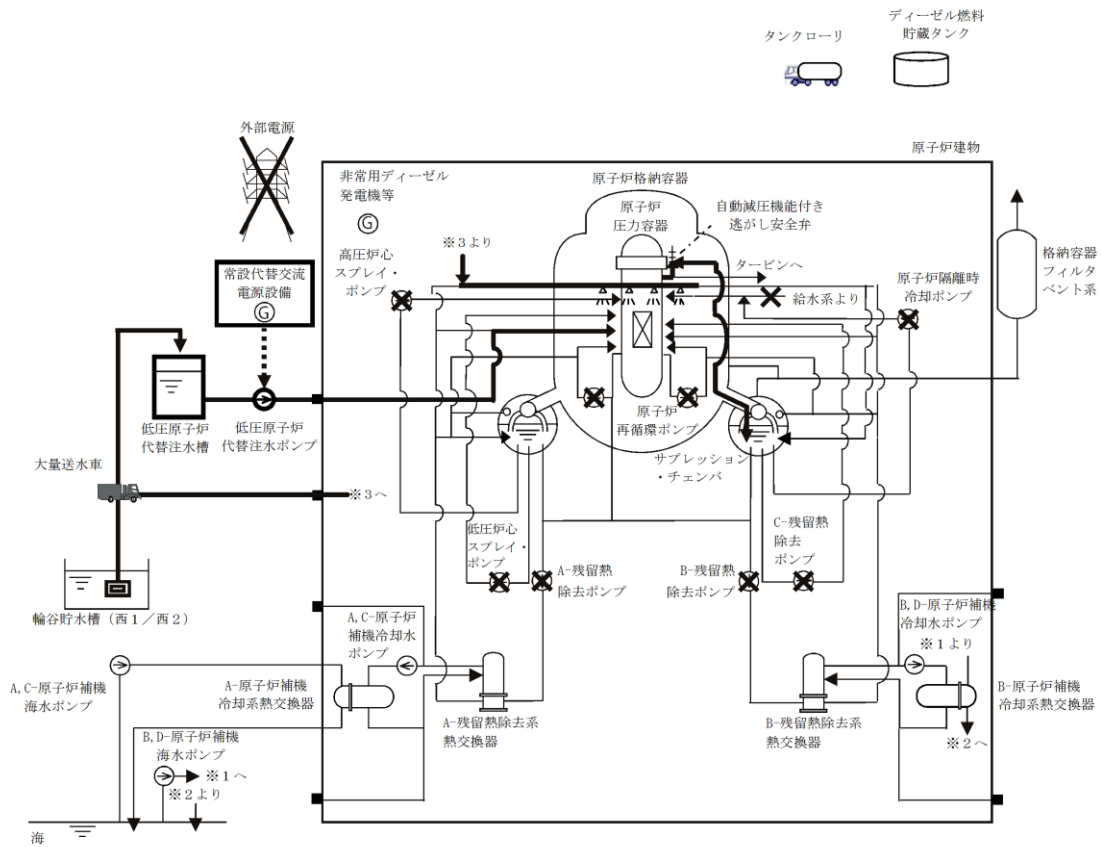 タンクローリ
ディーゼル燃料
貯蔵タンク
外部電源
原子炉建物
非常用ディーゼル
発電機等
G
原子炉格納容器
原子炉
圧力容器
自動減圧機能付き
逃がし安全弁
※3より
高圧炉心
スプレイ・
ポンプ
タービンへ
給水系より
原子炉隔離時
冷却ポンプ
格納容器
フィルタ
ベント系
常設代替交流
電源設備
G
低圧原子炉
代替注水槽
低圧原子炉
代替注水ポンプ
原子炉
再循環ポンプ
サプレッション
・チェンバ
大量送水車
※3へ
低圧炉心
スプレイ・
ポンプ
A-残留熱
除去ポンプ
B-残留熱
除去ポンプ
C-残留熱
除去
ポンプ
輪谷貯水槽(西1/西2)
A,C-原子炉
補機冷却水
ポンプ
B,D-原子炉補機
冷却水ポンプ
※1より
A,C-原子炉補機
海水ポンプ
A-原子炉補機
冷却系熱交換器
A-残留熱除去系
熱交換器
B-残留熱除去系
熱交換器
B-原子炉補機
冷却系熱交換器
※2へ
B,D-原子炉補機
海水ポンプ
※1へ
※2より
海